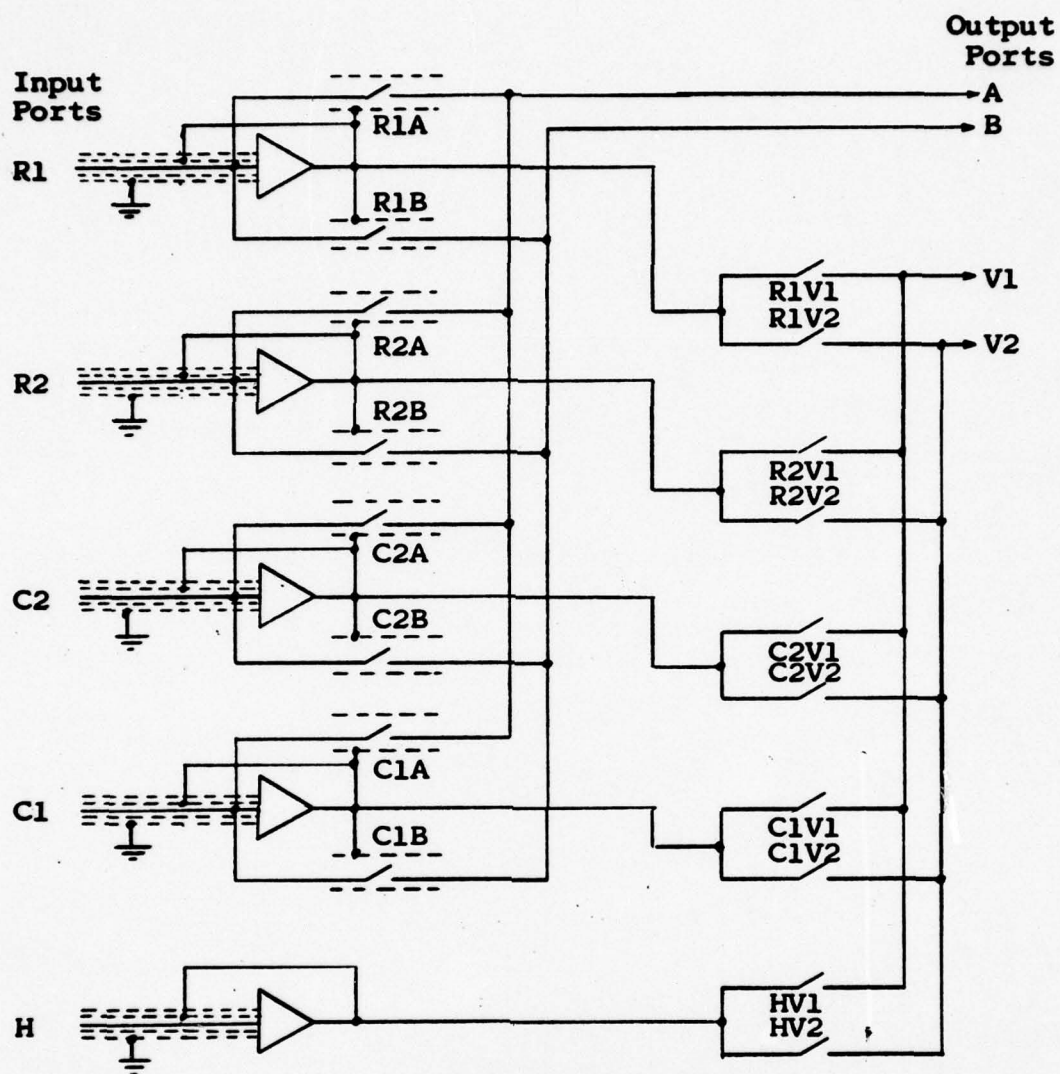 Output
Ports
Input
Ports
A
B
R1
R1A
R1B
V1
R1V1
R1V2
V2
R2
R2A
R2B
R2V1
R2V2
C2
C2A
C2B
C2V1
C2V2
C1
C1A
C1B
C1V1
C1V2
H
HV1
HV2